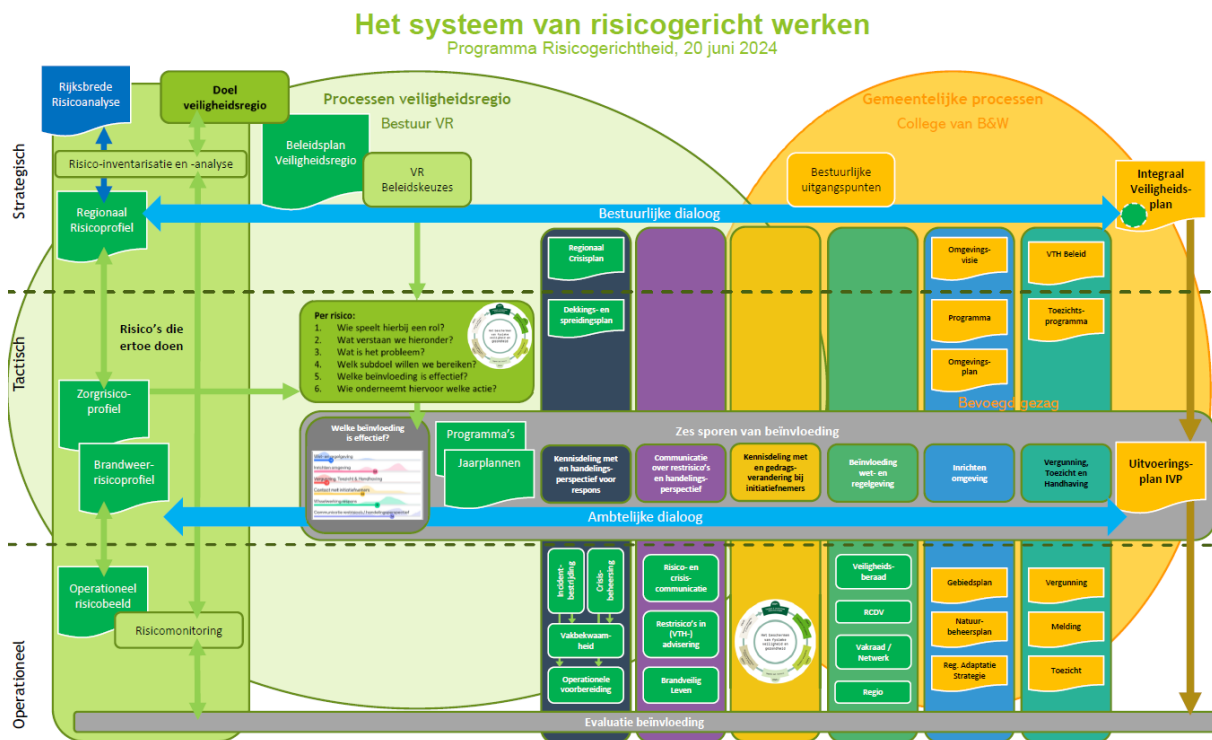 Het systeem van risicogericht werken
Programma Risicogerichtheid, 20 juni 2024
Strategisch
Tactisch
Operationeel
Rijksbrede
Risicoanalyse
Doel
veiligheidsregio
Processen veiligheidsregio
Bestuur VR
Gemeentelijke processen
College van B&W
Risico-inventarisatie en -analyse
Beleidsplan
Veiligheidsregio
VR
Beleidskeuzes
Bestuurlijke
uitgangspunten
Integraal
Veiligheids-
plan
Regionaal
Risicoprofiel
Bestuurlijke dialoog
Regionaal
Crisisplan
Omgevings-
visie
VTH Beleid
Dekkings- en
spreidingsplan
Programma
Toezichts-
programma
Omgevings-
plan
Risico's die
ertoe doen
Per risico:
1. Wie speelt hierbij een rol?
2. Wat verstaan we hieronder?
3. Wat is het probleem?
4. Welk subdoel willen we bereiken?
5. Welke beïnvloeding is effectief?
6. Wie onderneemt hiervoor welke actie?
Zorgrisico-
profiel
Bevoegd gezag
Welke beïnvloeding
is effectief?
Programma's
Jaarplannen
Zes sporen van beïnvloeding
Brandweer-
risicoprofiel
Kennisdeling met
en handelings-
perspectief voor
respons
Communicatie
over restrisico's
en handelings-
perspectief
Kennisdeling met
en gedrags-
verandering bij
initiatiefnemers
Beïnvloeding
wet- en
regelgeving
Inrichten
omgeving
Vergunning,
Toezicht en
Handhaving
Uitvoerings-
plan IVP
Ambtelijke dialoog
Operationeel
risicobeeld
Risicomonitoring
Incident-
bestrijding
Crisis-
beheersing
Vakbekwaam-
heid
Operationele
voorbereiding
Risico- en
crisis-
communicatie
Restrisico's in
(VTH-)
advisering
Brandveilig
Leven
Veiligheids-
beraad
RCDV
Vakraad /
Netwerk
Regio
Gebiedsplan
Natuur-
beheersplan
Reg. Adaptatie
Strategie
Vergunning
Melding
Toezicht
Evaluatie beïnvloeding